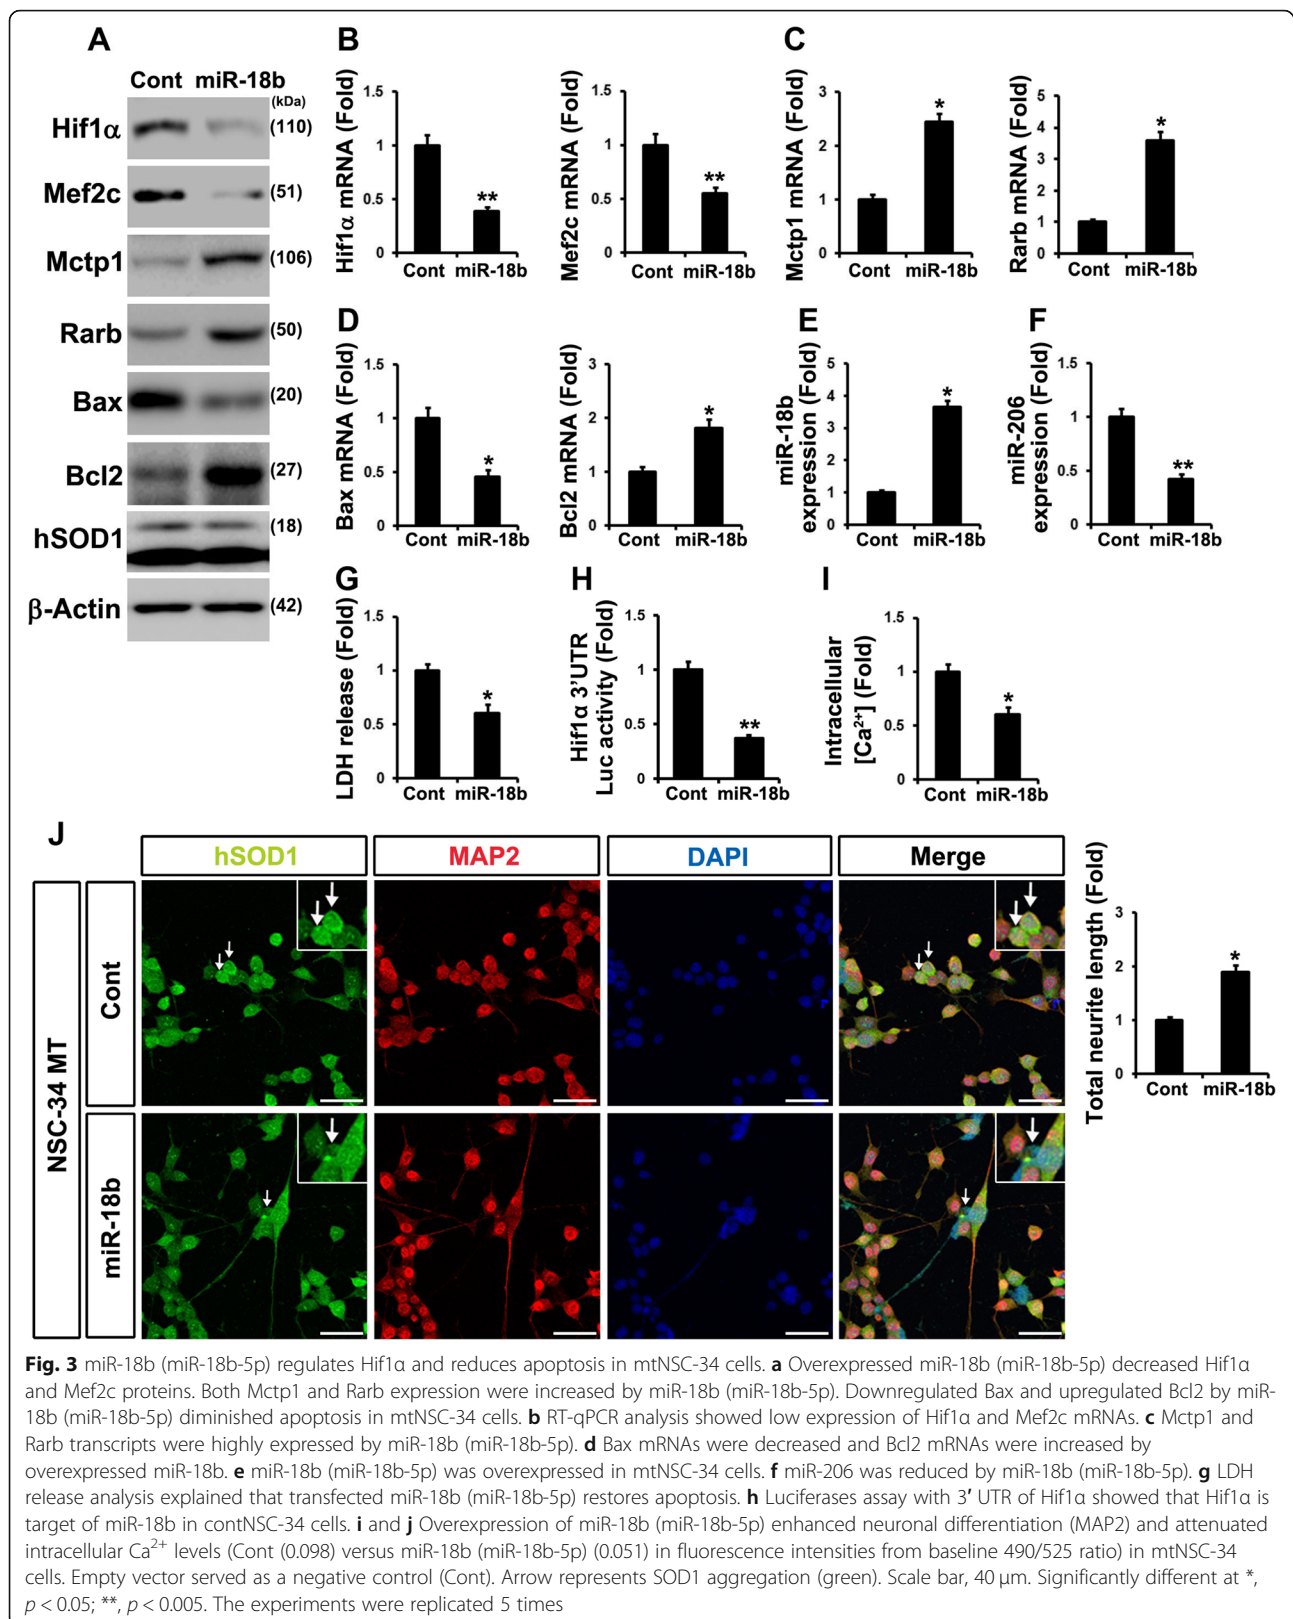 A
Cont miR-18b
(kDa)
Hif1α (110)
Mef2c (51)
Mctp1 (106)
Rarb (50)
Bax (20)
Bcl2 (27)
hSOD1 (18)
β-Actin (42)
B
Hif1α mRNA (Fold)
1.5
1
0.5
0
**
Cont miR-18b
Mef2c mRNA (Fold)
1.5
1
0.5
0
**
Cont miR-18b
C
Mctp1 mRNA (Fold)
3
2
1
0
*
Cont miR-18b
Rarb mRNA (Fold)
5
4
3
2
1
0
*
Cont miR-18b
D
Bax mRNA (Fold)
1.5
1
0.5
0
*
Cont miR-18b
Bcl2 mRNA (Fold)
3
2
1
0
*
Cont miR-18b
E
miR-18b
expression (Fold)
5
4
3
2
1
0
*
Cont miR-18b
F
miR-206
expression (Fold)
1.5
1
0.5
0
**
Cont miR-18b
G
LDH release (Fold)
1.5
1
0.5
0
*
Cont miR-18b
H
Hif1α 3'UTR
Luc activity (Fold)
1.5
1
0.5
0
**
Cont miR-18b
I
Intracellular
[Ca²⁺] (Fold)
1.5
1
0.5
0
*
Cont miR-18b
J
hSOD1 MAP2 DAPI Merge
NSC-34 MT
Cont
miR-18b
Total neurite length (Fold)
3
2
1
0
*
Cont miR-18b
Fig. 3 miR-18b (miR-18b-5p) regulates Hif1α and reduces apoptosis in mtNSC-34 cells. a Overexpressed miR-18b (miR-18b-5p) decreased Hif1α
and Mef2c proteins. Both Mctp1 and Rarb expression were increased by miR-18b (miR-18b-5p). Downregulated Bax and upregulated Bcl2 by miR-
18b (miR-18b-5p) diminished apoptosis in mtNSC-34 cells. b RT-qPCR analysis showed low expression of Hif1α and Mef2c mRNAs. c Mctp1 and
Rarb transcripts were highly expressed by miR-18b (miR-18b-5p). d Bax mRNAs were decreased and Bcl2 mRNAs were increased by
overexpressed miR-18b. e miR-18b (miR-18b-5p) was overexpressed in mtNSC-34 cells. f miR-206 was reduced by miR-18b (miR-18b-5p). g LDH
release analysis explained that transfected miR-18b (miR-18b-5p) restores apoptosis. h Luciferases assay with 3′ UTR of Hif1α showed that Hif1α is
target of miR-18b in contNSC-34 cells. i and j Overexpression of miR-18b (miR-18b-5p) enhanced neuronal differentiation (MAP2) and attenuated
intracellular Ca²⁺ levels (Cont (0.098) versus miR-18b (miR-18b-5p) (0.051) in fluorescence intensities from baseline 490/525 ratio) in mtNSC-34
cells. Empty vector served as a negative control (Cont). Arrow represents SOD1 aggregation (green). Scale bar, 40 μm. Significantly different at *,
p < 0.05; **, p < 0.005. The experiments were replicated 5 times